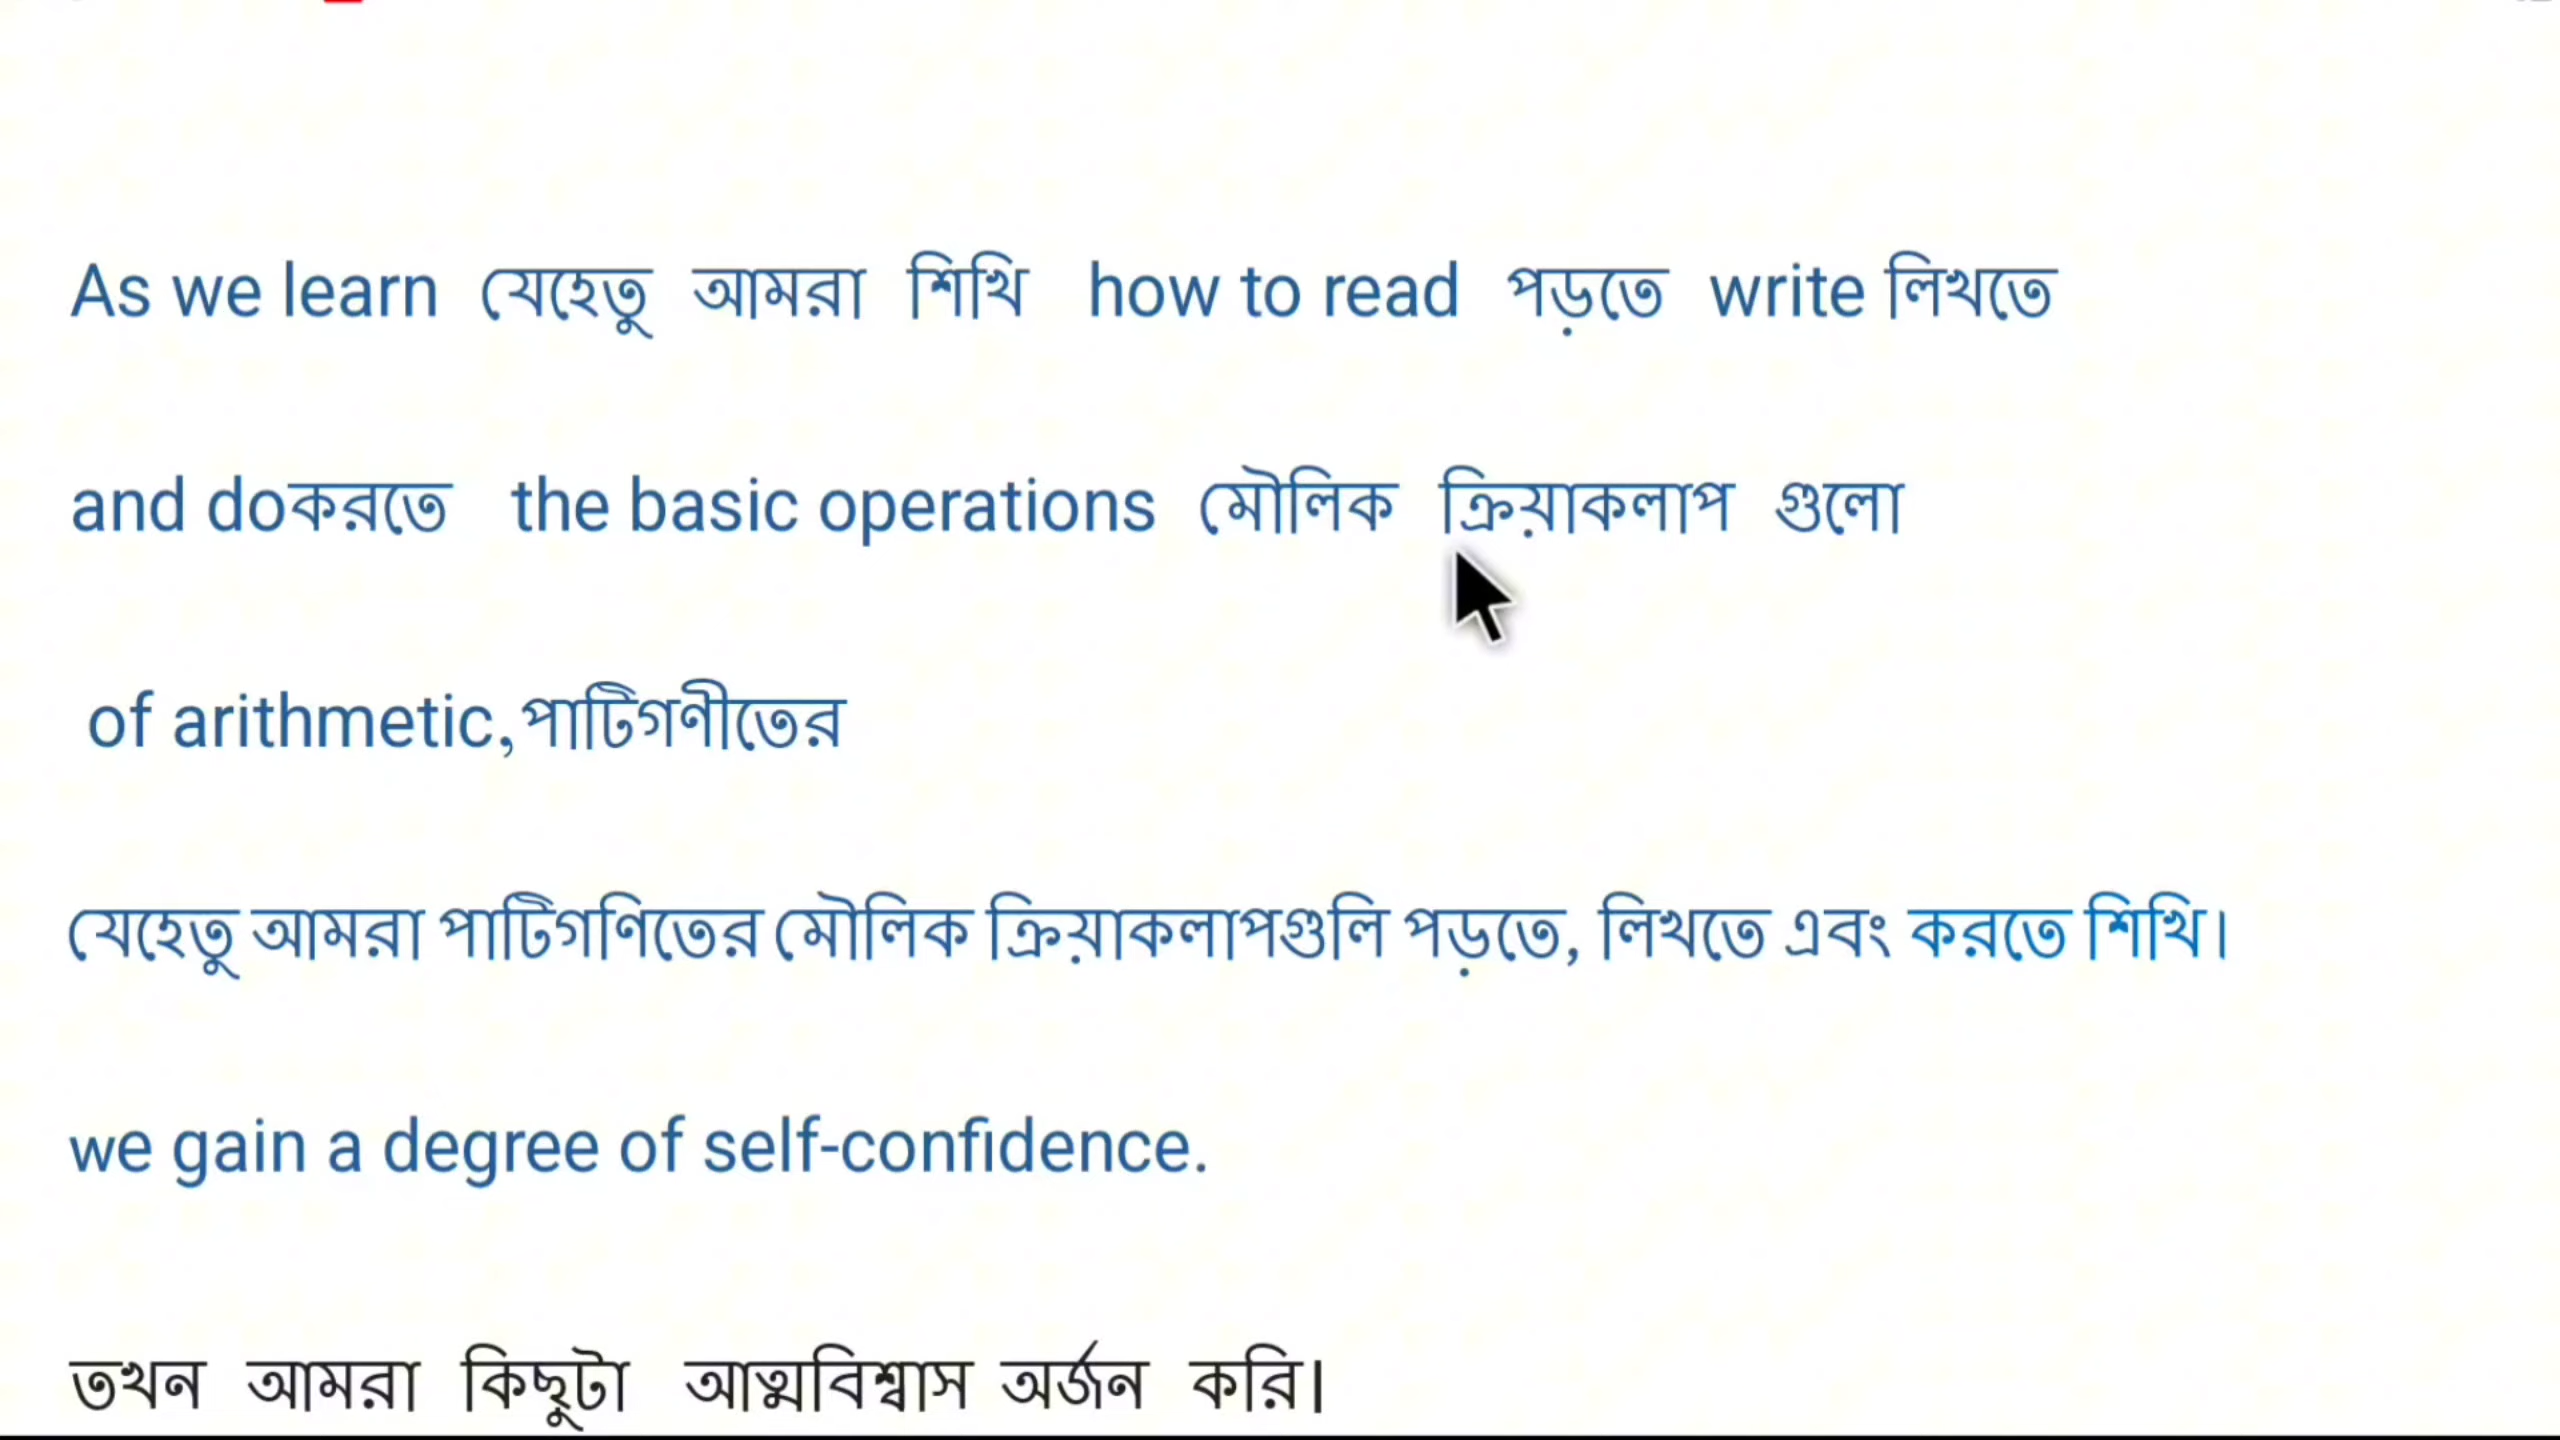 As we learn যেহেতু আমরা শিখি how to read পড়তে write লিখতে
and doকরতে the basic operations মৌলিক ক্রিয়াকলাপ গুলো
of arithmetic,পাটিগণীতের
যেহেতু আমরা পাটিগণিতের মৌলিক ক্রিয়াকলাপগুলি পড়তে, লিখতে এবং করতে শিখি।
we gain a degree of self-confidence.
তখন আমরা কিছুটা আত্মবিশ্বাস অর্জন করি।